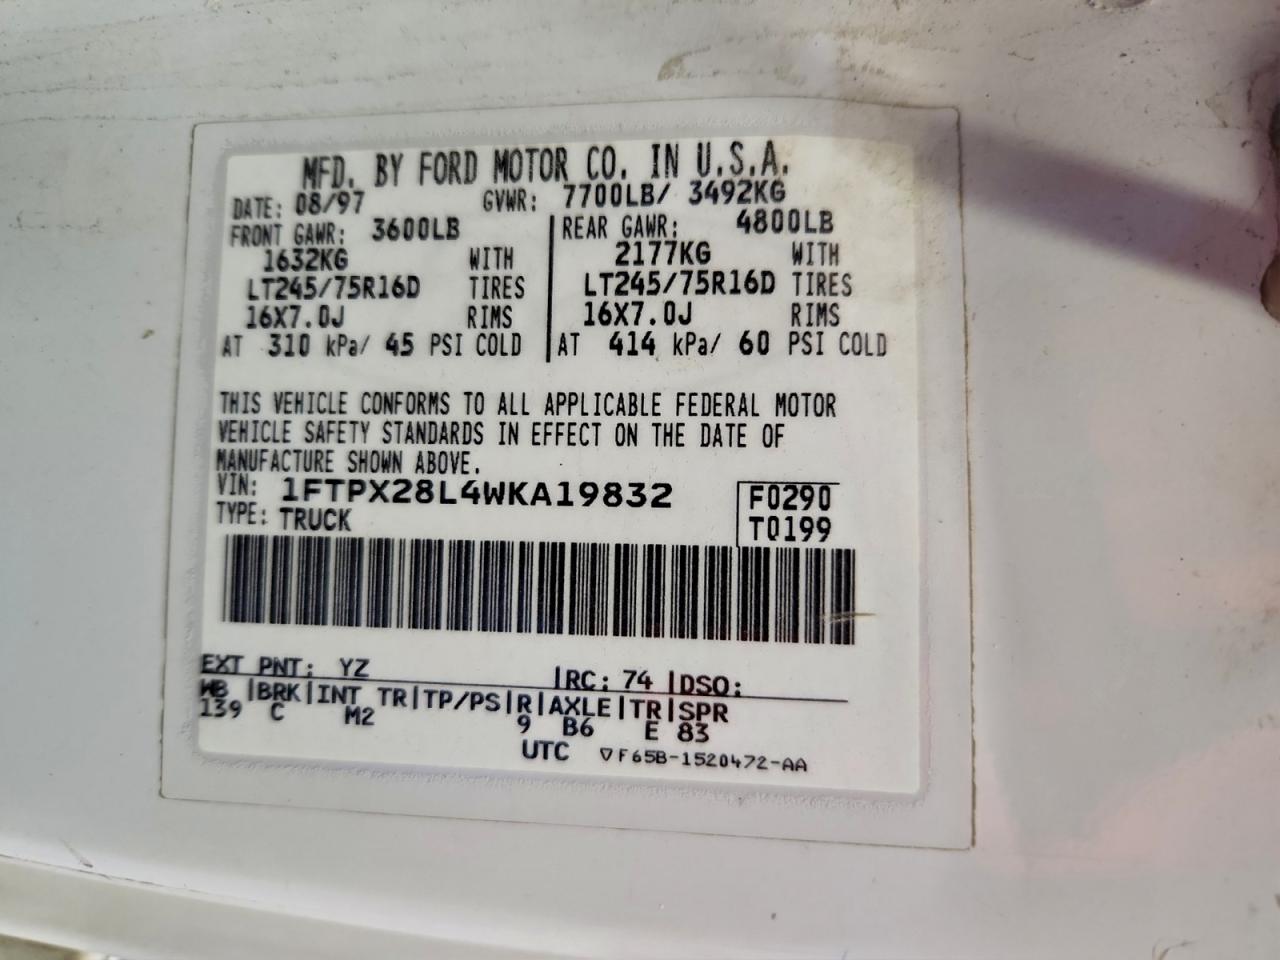 MFD. BY FORD MOTOR CO. IN U.S.A.
DATE: 08/97 GVWR: 7700LB/ 3492KG
FRONT GAWR: 3600LB REAR GAWR: 4800LB
1632KG WITH 2177KG WITH
LT245/75R16D TIRES LT245/75R16D TIRES
16X7.0J RIMS 16X7.0J RIMS
AT 310 kPa/ 45 PSI COLD AT 414 kPa/ 60 PSI COLD
THIS VEHICLE CONFORMS TO ALL APPLICABLE FEDERAL MOTOR
VEHICLE SAFETY STANDARDS IN EFFECT ON THE DATE OF
MANUFACTURE SHOWN ABOVE.
VIN: 1FTPX28L4WKA19832 F0290
TYPE: TRUCK T0199
EXT PNT: YZ |RC: 74 |DSO:
WB |BRK|INT TR|TP/PS|R|AXLE|TR|SPR
139 C M2 9 B6 E 83
UTC ▽F65B-1520472-AA